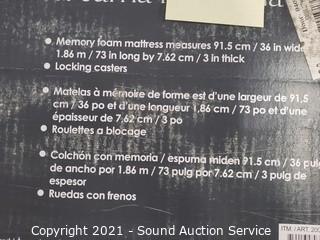 • Memory foam mattress measures 91.5 cm / 36 in wide
1.86 m / 73 in long by 7.62 cm / 3 in thick
• Locking casters
• Matelas à mémoire de forme est d'une largeur de 91,5
cm / 36 po et d'une longueur 1,86 cm / 73 po et d'une
épaisseur de 7,62 cm / 3 po
• Roulettes a blocage
• Colchón con memoria / espuma miden 91.5 cm / 36 pulg
de ancho por 1.86 m / 73 pulg por 7.62 cm / 3 pulg de
espesor
• Ruedas con frenos
ITM. / ART. 200
Copyright 2021 - Sound Auction Service